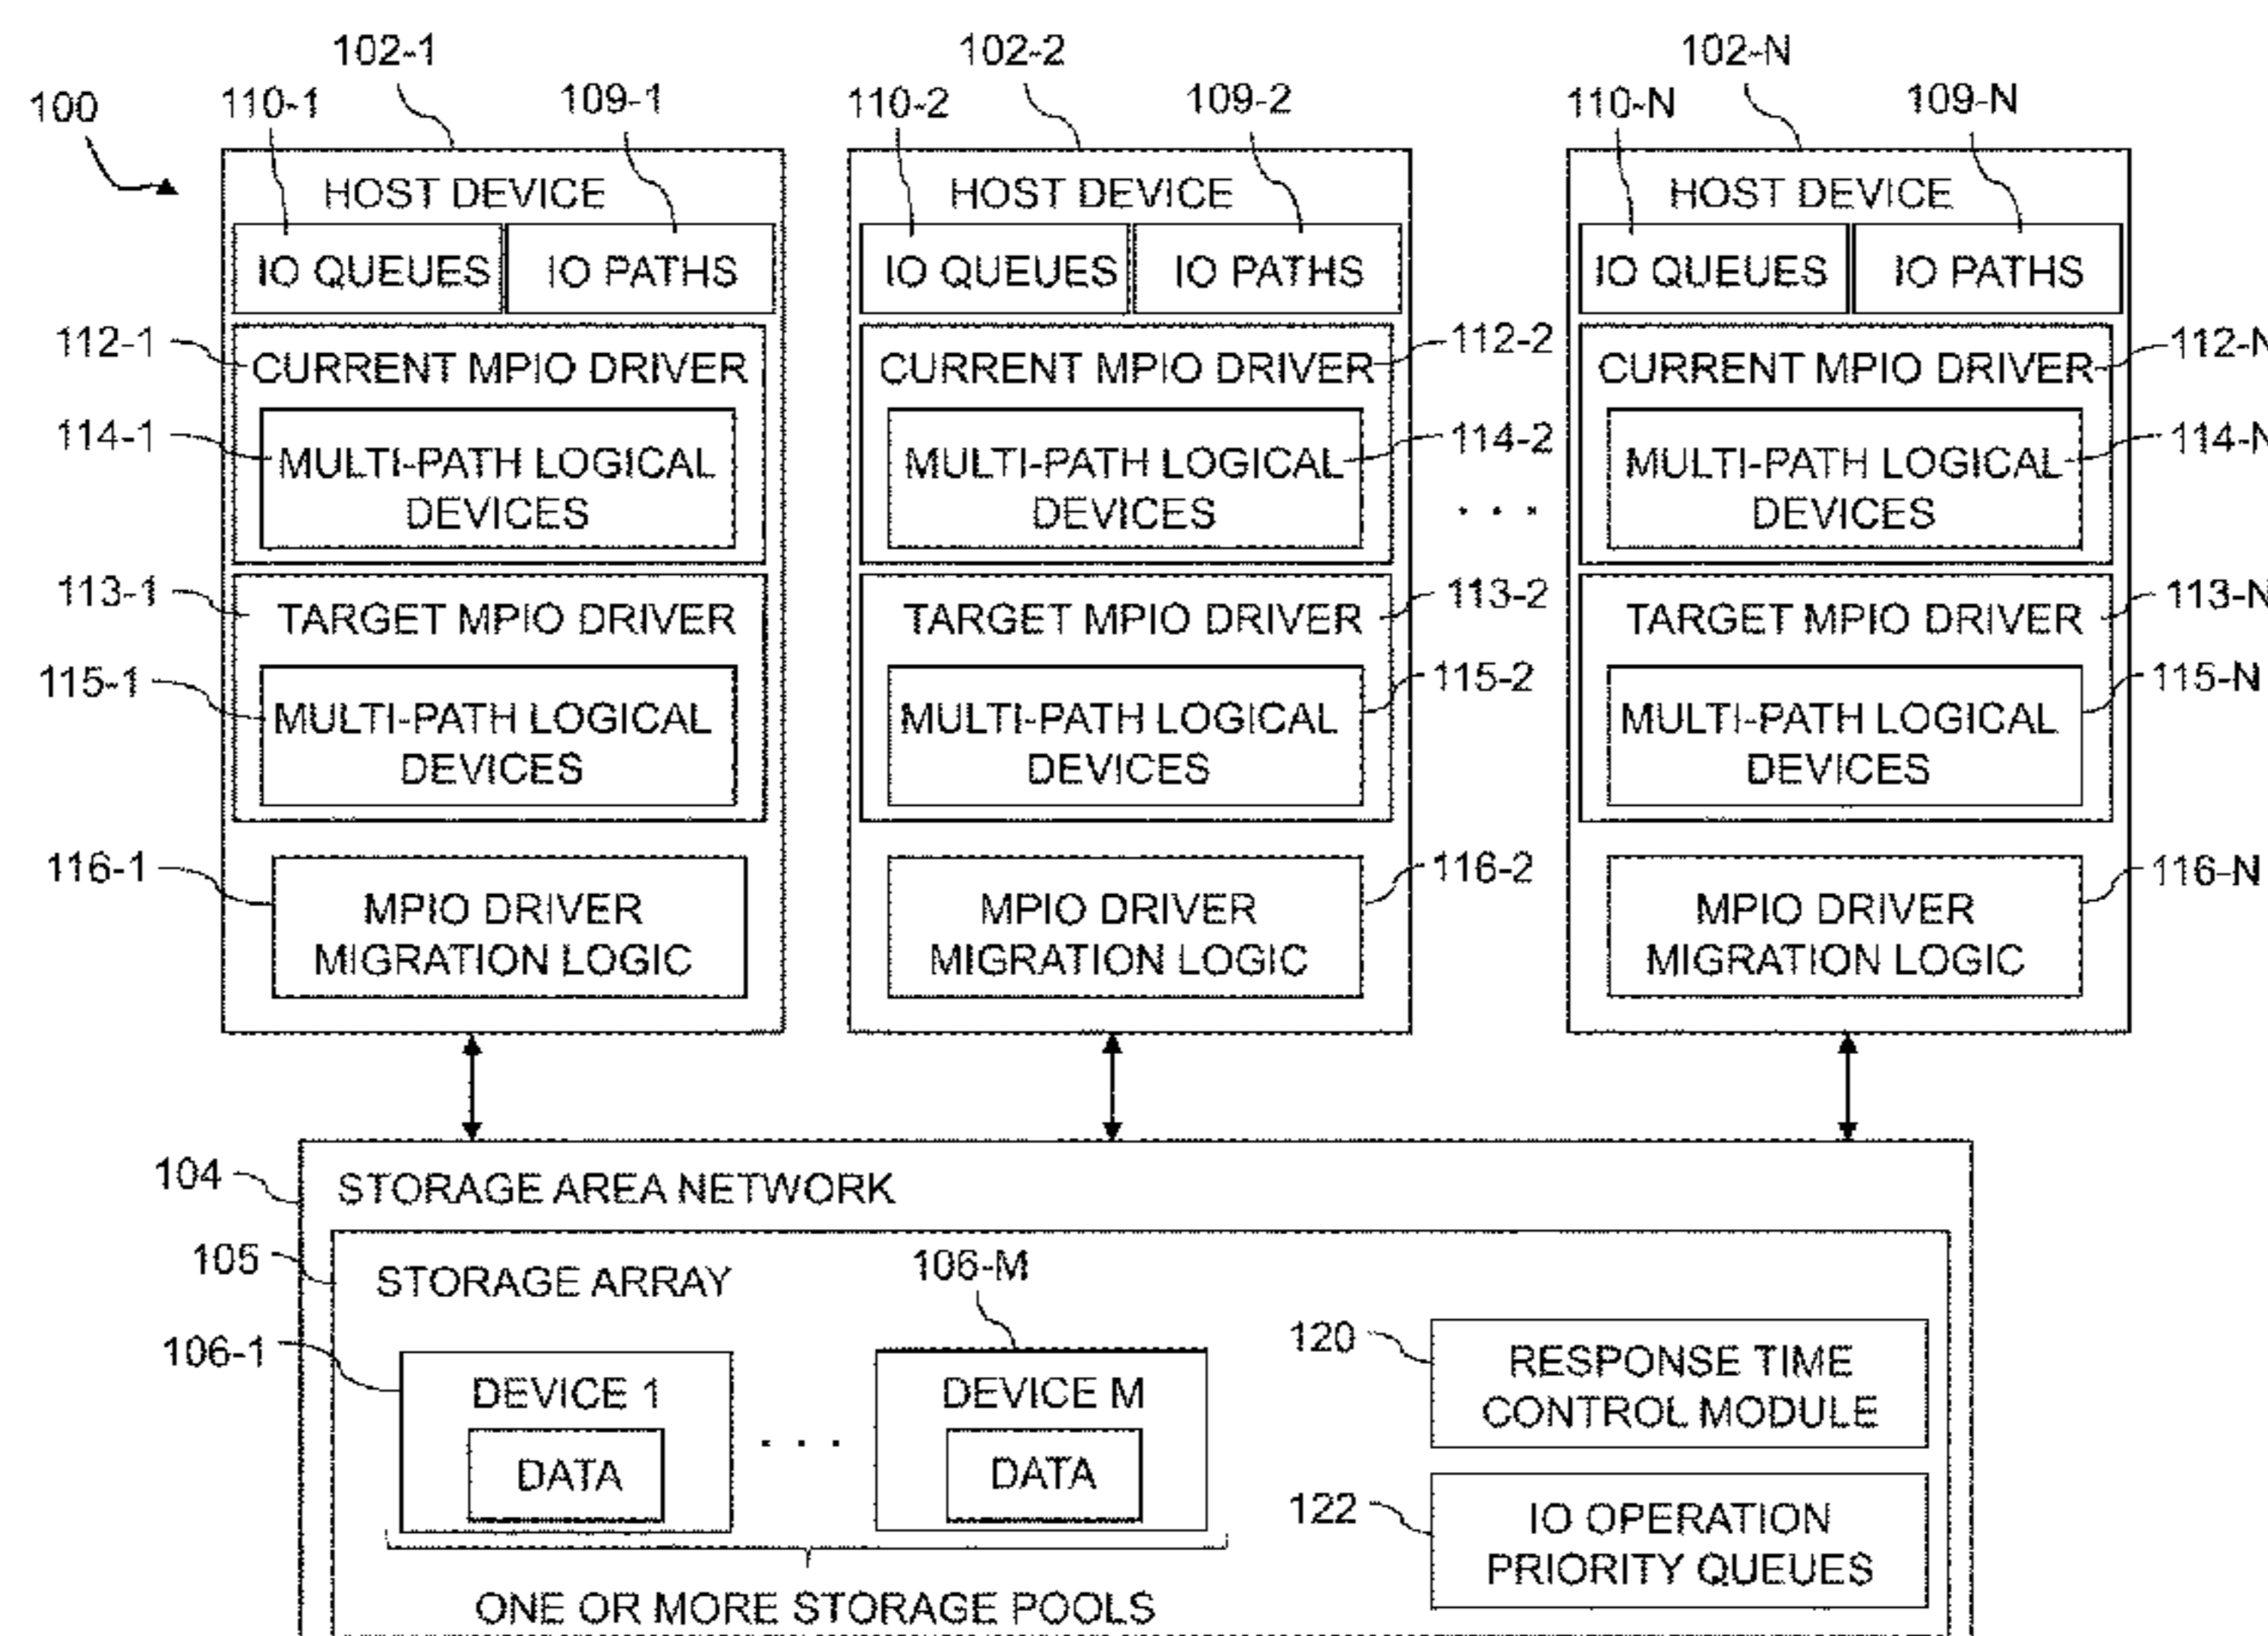 100
102-1
110-1
109-1
HOST DEVICE
IO QUEUES
IO PATHS
112-1
CURRENT MPIO DRIVER
114-1
MULTI-PATH LOGICAL
DEVICES
113-1
TARGET MPIO DRIVER
115-1
MULTI-PATH LOGICAL
DEVICES
116-1
MPIO DRIVER
MIGRATION LOGIC
102-2
110-2
109-2
HOST DEVICE
IO QUEUES
IO PATHS
CURRENT MPIO DRIVER
112-2
MULTI-PATH LOGICAL
DEVICES
114-2
. . .
TARGET MPIO DRIVER
113-2
MULTI-PATH LOGICAL
DEVICES
115-2
MPIO DRIVER
MIGRATION LOGIC
116-2
102-N
110-N
109-N
HOST DEVICE
IO QUEUES
IO PATHS
CURRENT MPIO DRIVER
112-N
MULTI-PATH LOGICAL
DEVICES
114-N
TARGET MPIO DRIVER
113-N
MULTI-PATH LOGICAL
DEVICES
115-N
MPIO DRIVER
MIGRATION LOGIC
116-N
104
STORAGE AREA NETWORK
105
STORAGE ARRAY
106-1
DEVICE 1
DATA
. . .
106-M
DEVICE M
DATA
ONE OR MORE STORAGE POOLS
120
RESPONSE TIME
CONTROL MODULE
122
IO OPERATION
PRIORITY QUEUES